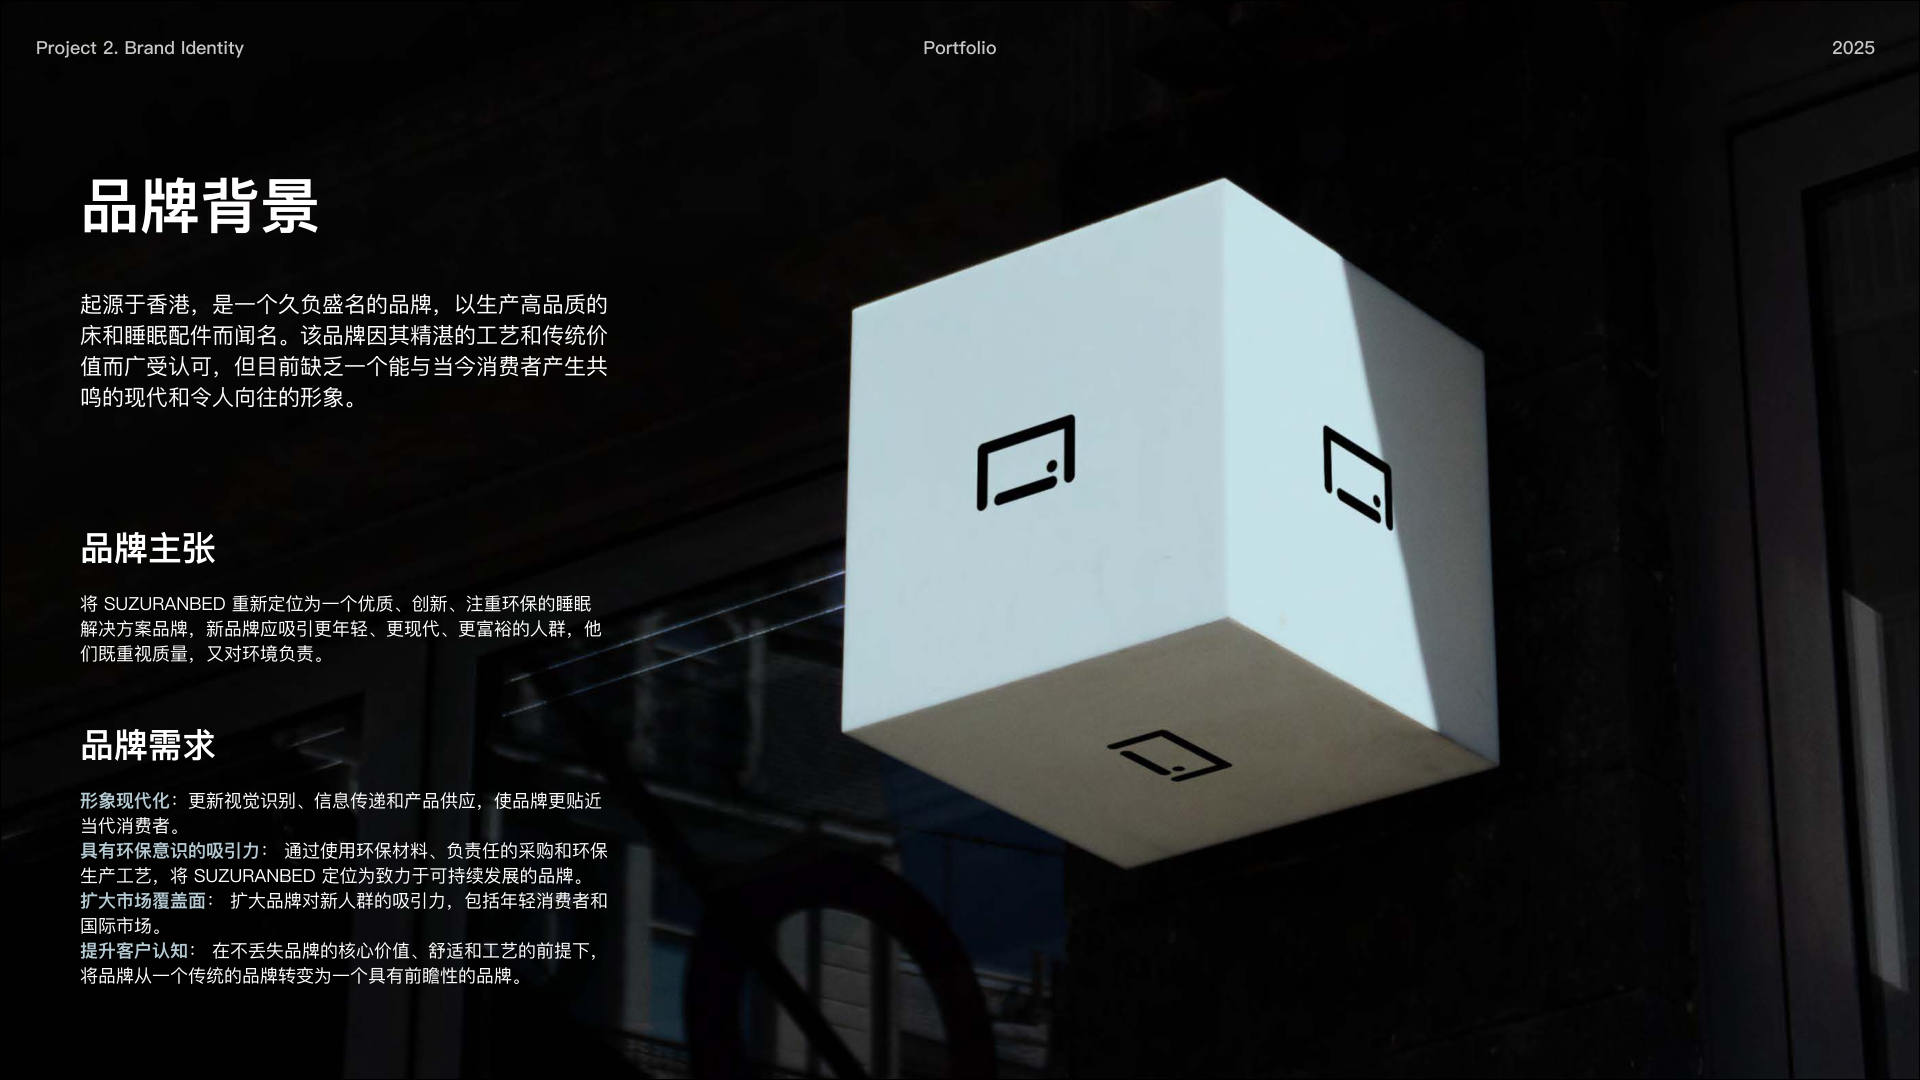 Project 2. Brand Identity
Portfolio
2025
品牌背景
起源于香港，是一个久负盛名的品牌，以生产高品质的
床和睡眠配件而闻名。该品牌因其精湛的工艺和传统价
值而广受认可，但目前缺乏一个能与当今消费者产生共
鸣的现代和令人向往的形象。
品牌主张
将 SUZURANBED 重新定位为一个优质、创新、注重环保的睡眠
解决方案品牌，新品牌应吸引更年轻、更现代、更富裕的人群，他
们既重视质量，又对环境负责。
品牌需求
形象现代化：更新视觉识别、信息传递和产品供应，使品牌更贴近
当代消费者。
具有环保意识的吸引力： 通过使用环保材料、负责任的采购和环保
生产工艺，将 SUZURANBED 定位为致力于可持续发展的品牌。
扩大市场覆盖面： 扩大品牌对新人群的吸引力，包括年轻消费者和
国际市场。
提升客户认知： 在不丢失品牌的核心价值、舒适和工艺的前提下，
将品牌从一个传统的品牌转变为一个具有前瞻性的品牌。